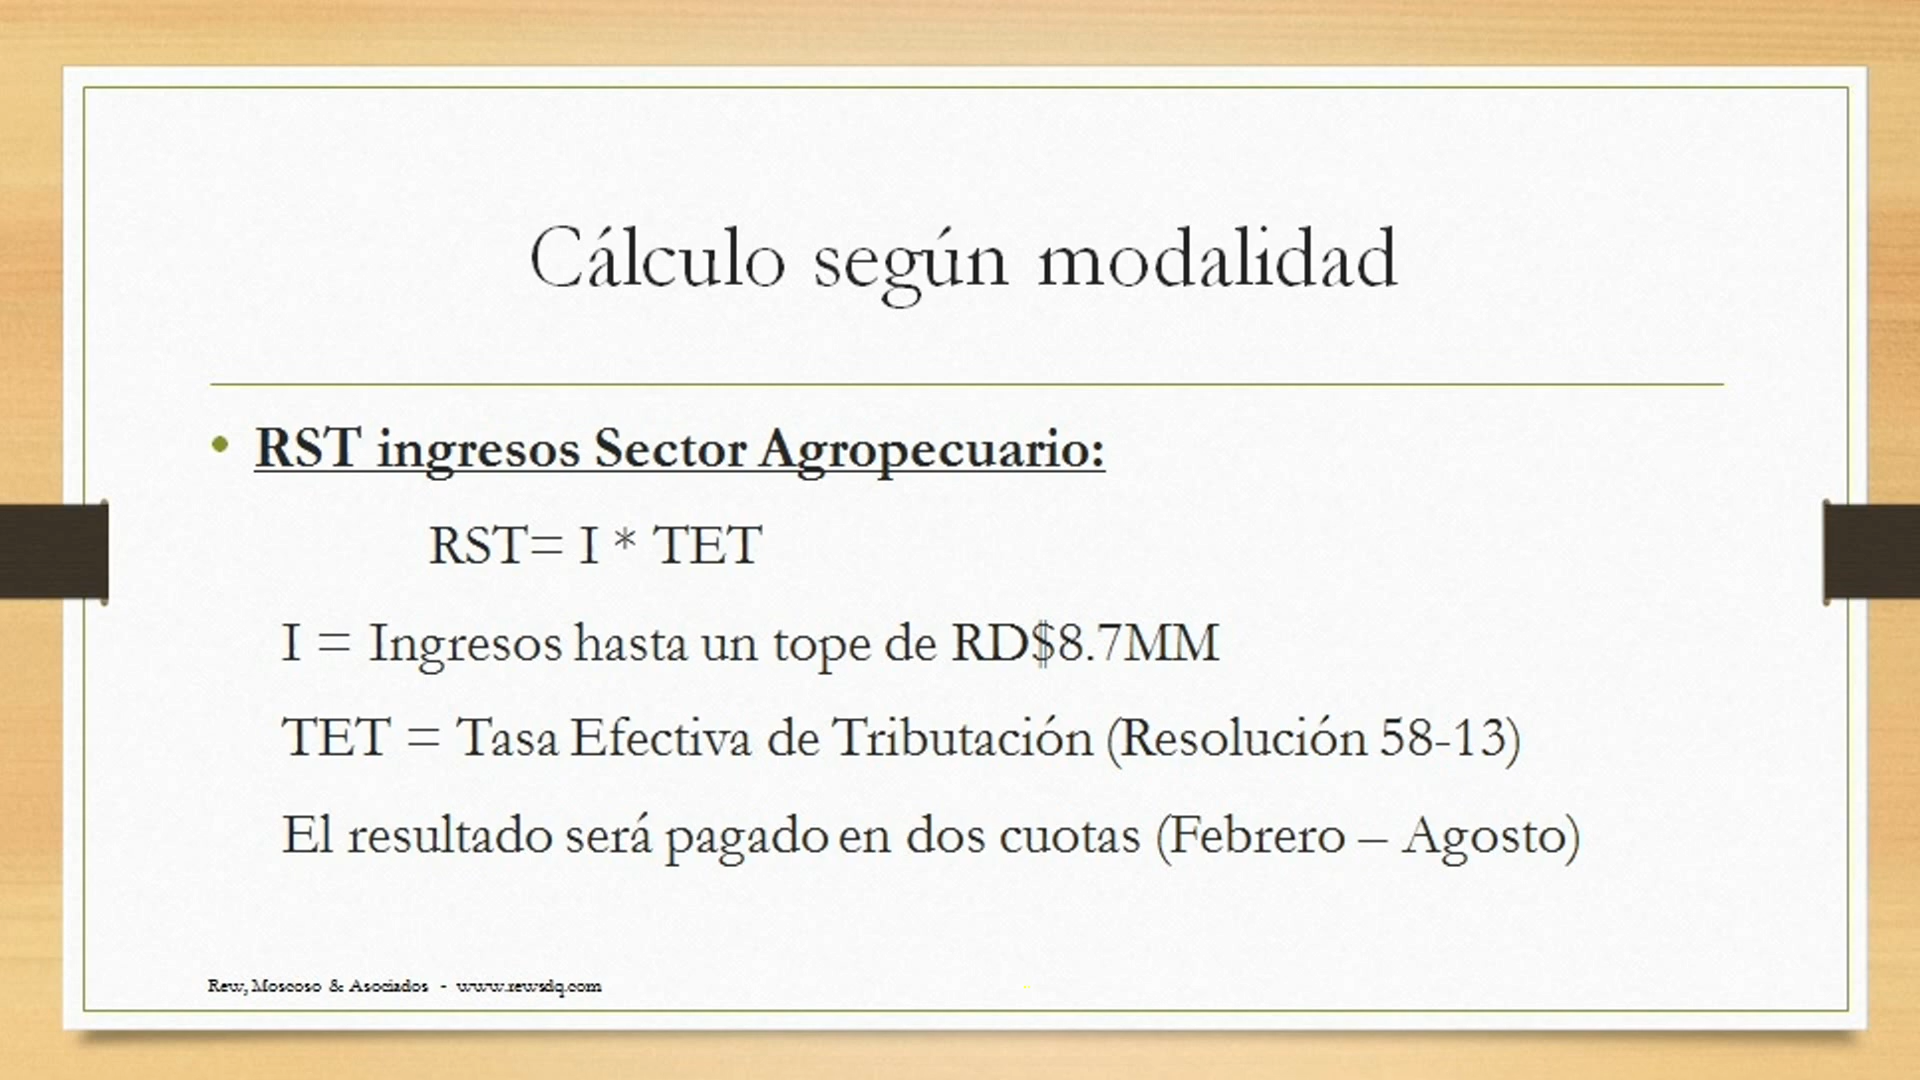 Cálculo según modalidad
• RST ingresos Sector Agropecuario:
RST= I * TET
I = Ingresos hasta un tope de RD$8.7MM
TET = Tasa Efectiva de Tributación (Resolución 58-13)
El resultado será pagado en dos cuotas (Febrero – Agosto)
Rew, Moscoso & Asociados - www.rewsdq.com